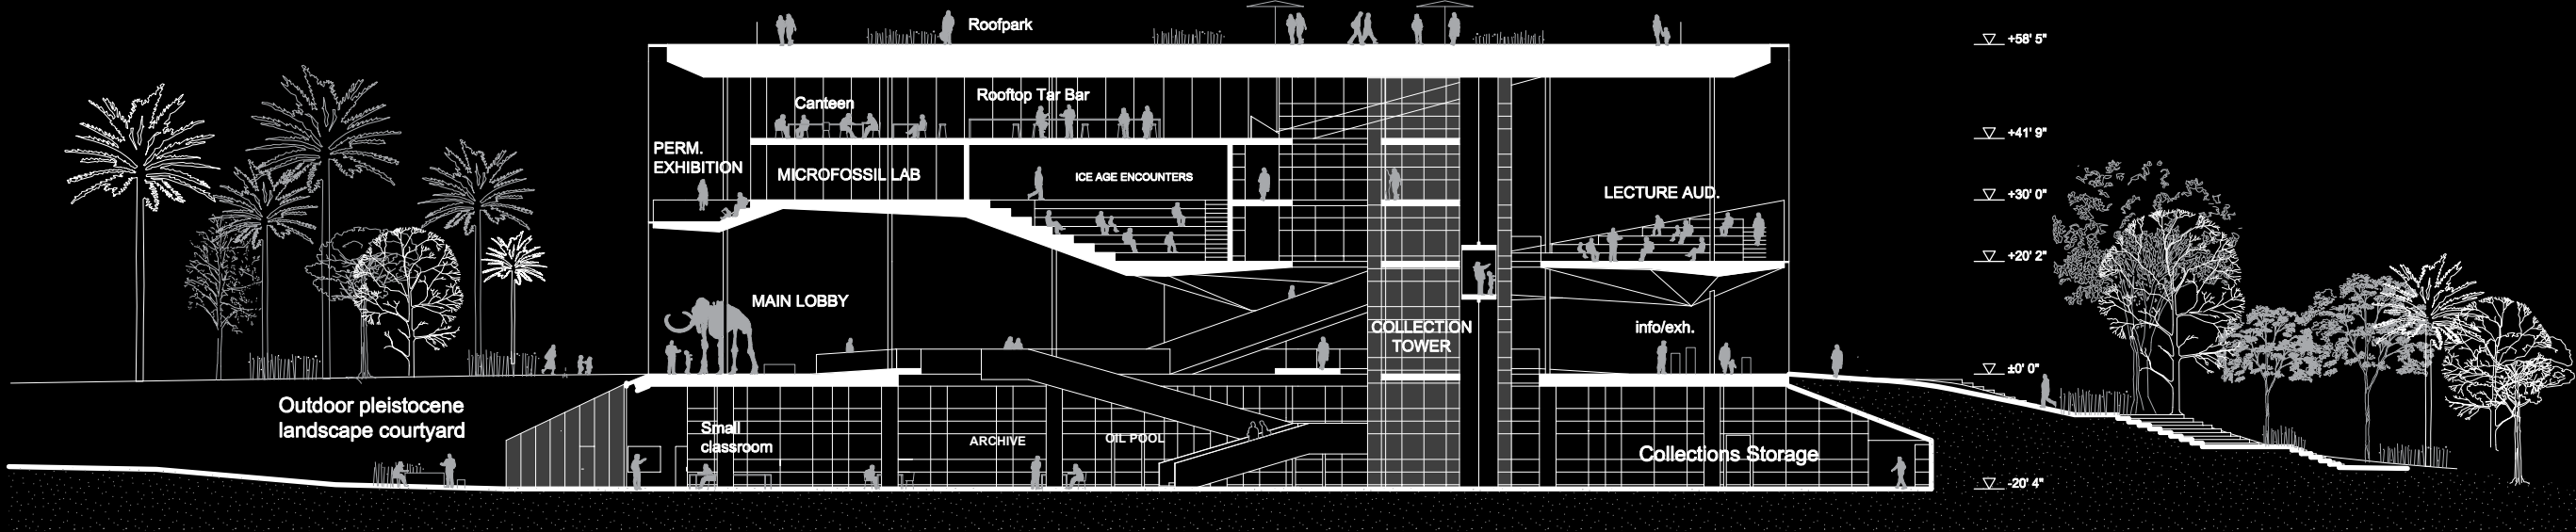 Roofpark
+58' 5"
Canteen
Rooftop Tar Bar
+41' 9"
PERM.
EXHIBITION
MICROFOSSIL LAB
ICE AGE ENCOUNTERS
LECTURE AUD.
+30' 0"
+20' 2"
MAIN LOBBY
COLLECTION
TOWER
info/exh.
±0' 0"
Outdoor pleistocene
landscape courtyard
Small
classroom
ARCHIVE
OIL POOL
Collections Storage
-20' 4"